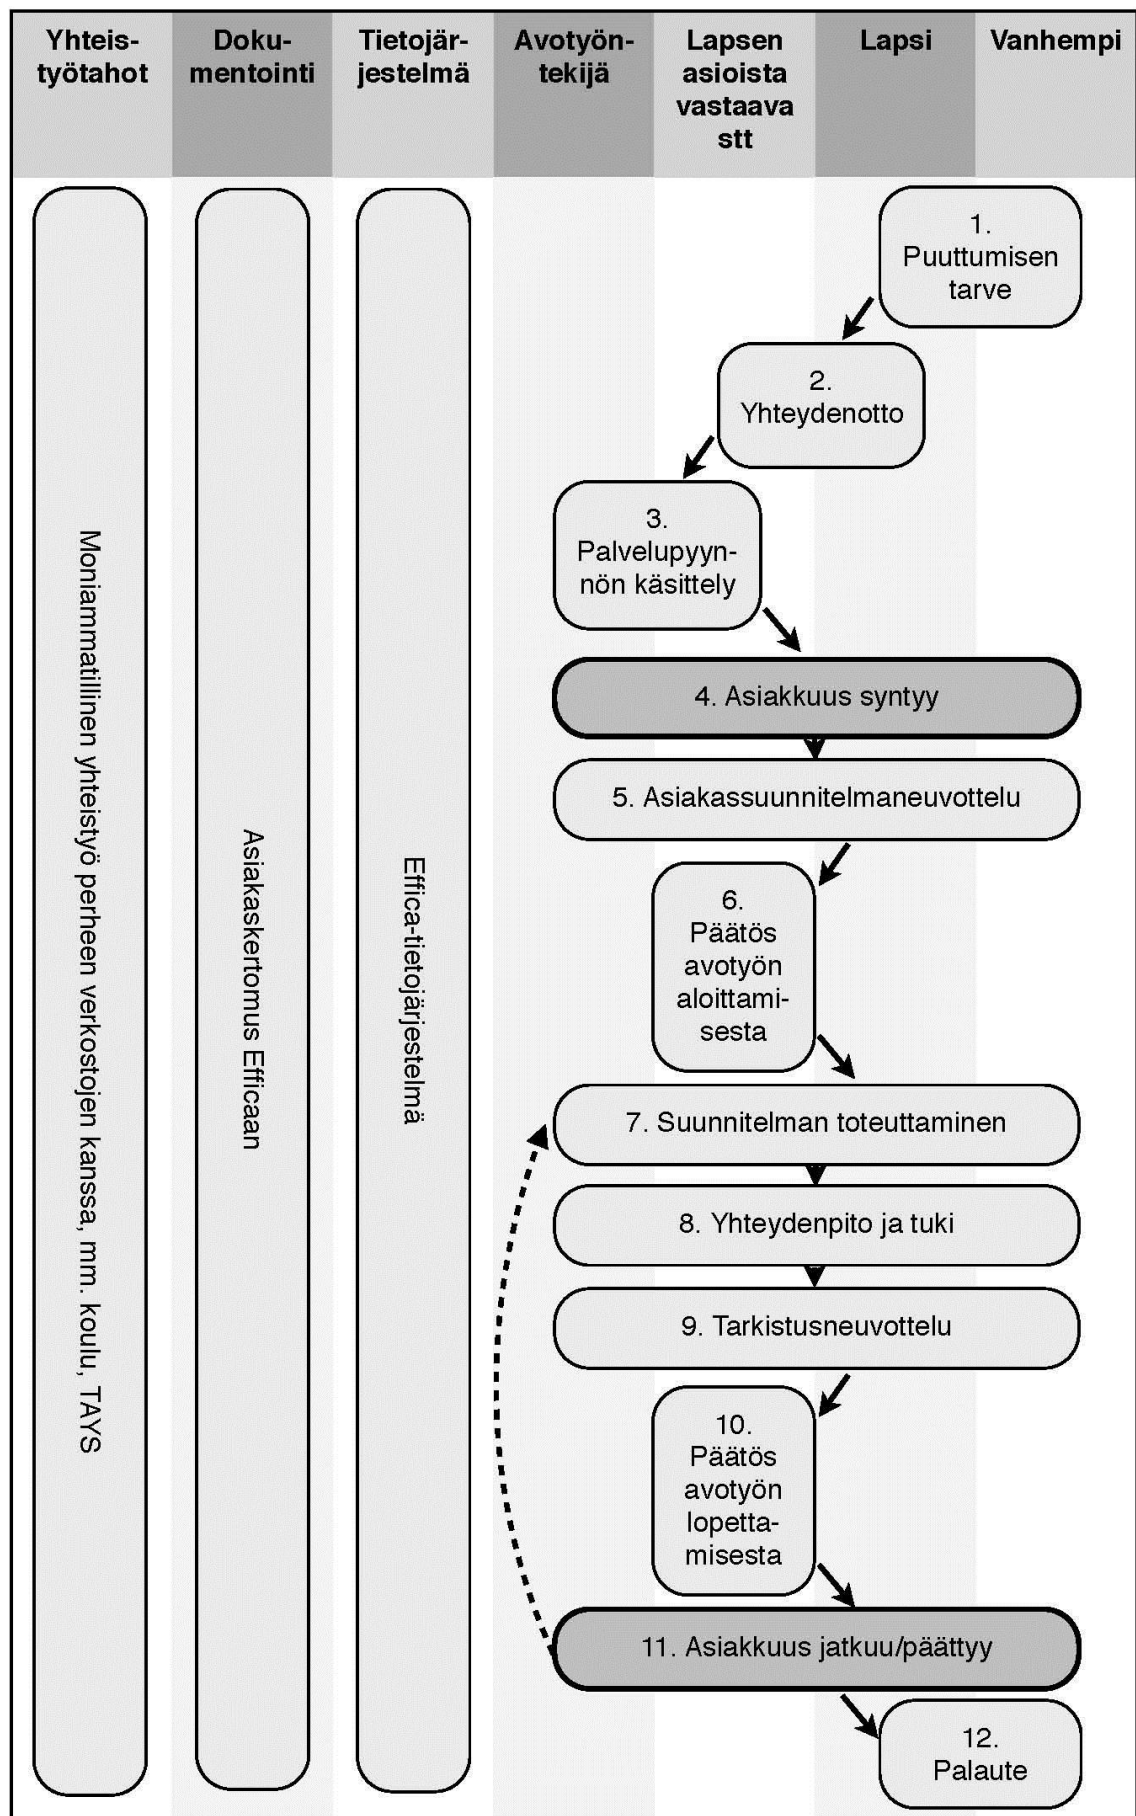 Yhteis-
työtahot
Doku-
mentointi
Tietojär-
jestelmä
Avotyön-
tekijä
Lapsen
asioista
vastaava
stt
Lapsi
Vanhempi
Moniammatillinen yhteistyö perheen verkostojen kanssa, mm. koulu, TAYS
Asiakaskertomus Efficaan
Effica-tietojärjestelmä
1.
Puuttumisen
tarve
2.
Yhteydenotto
3.
Palvelupyyn-
nön käsittely
4. Asiakkuus syntyy
5. Asiakassuunnitelmaneuvottelu
6.
Päätös
avotyön
aloittami-
sesta
7. Suunnitelman toteuttaminen
8. Yhteydenpito ja tuki
9. Tarkistusneuvottelu
10.
Päätös
avotyön
lopetta-
misesta
11. Asiakkuus jatkuu/päättyy
12.
Palaute